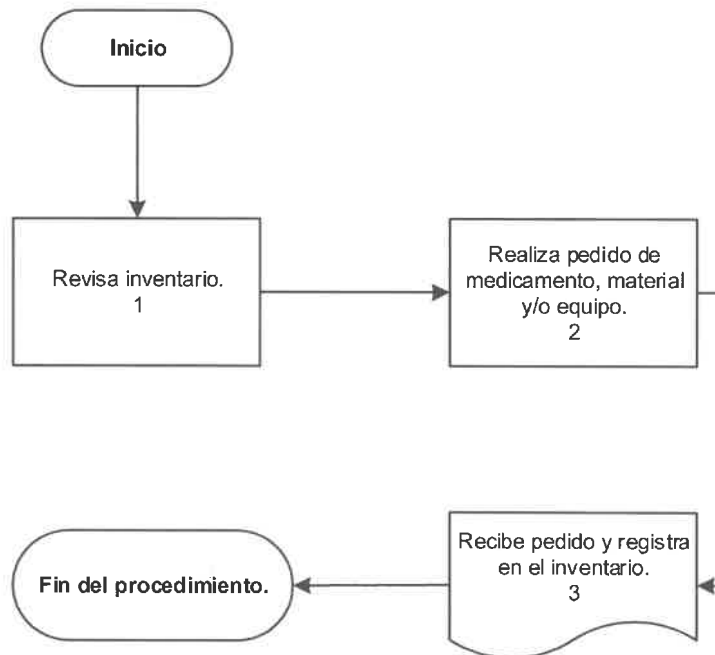 Inicio
Revisa inventario.
1
Realiza pedido de
medicamento, material
y/o equipo.
2
Recibe pedido y registra
en el inventario.
3
Fin del procedimiento.